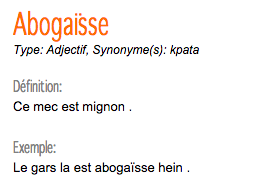 Abogaïsse
Type: Adjectif, Synonyme(s): kpata
Définition:
Ce mec est mignon .
Exemple:
Le gars la est abogaïsse hein .